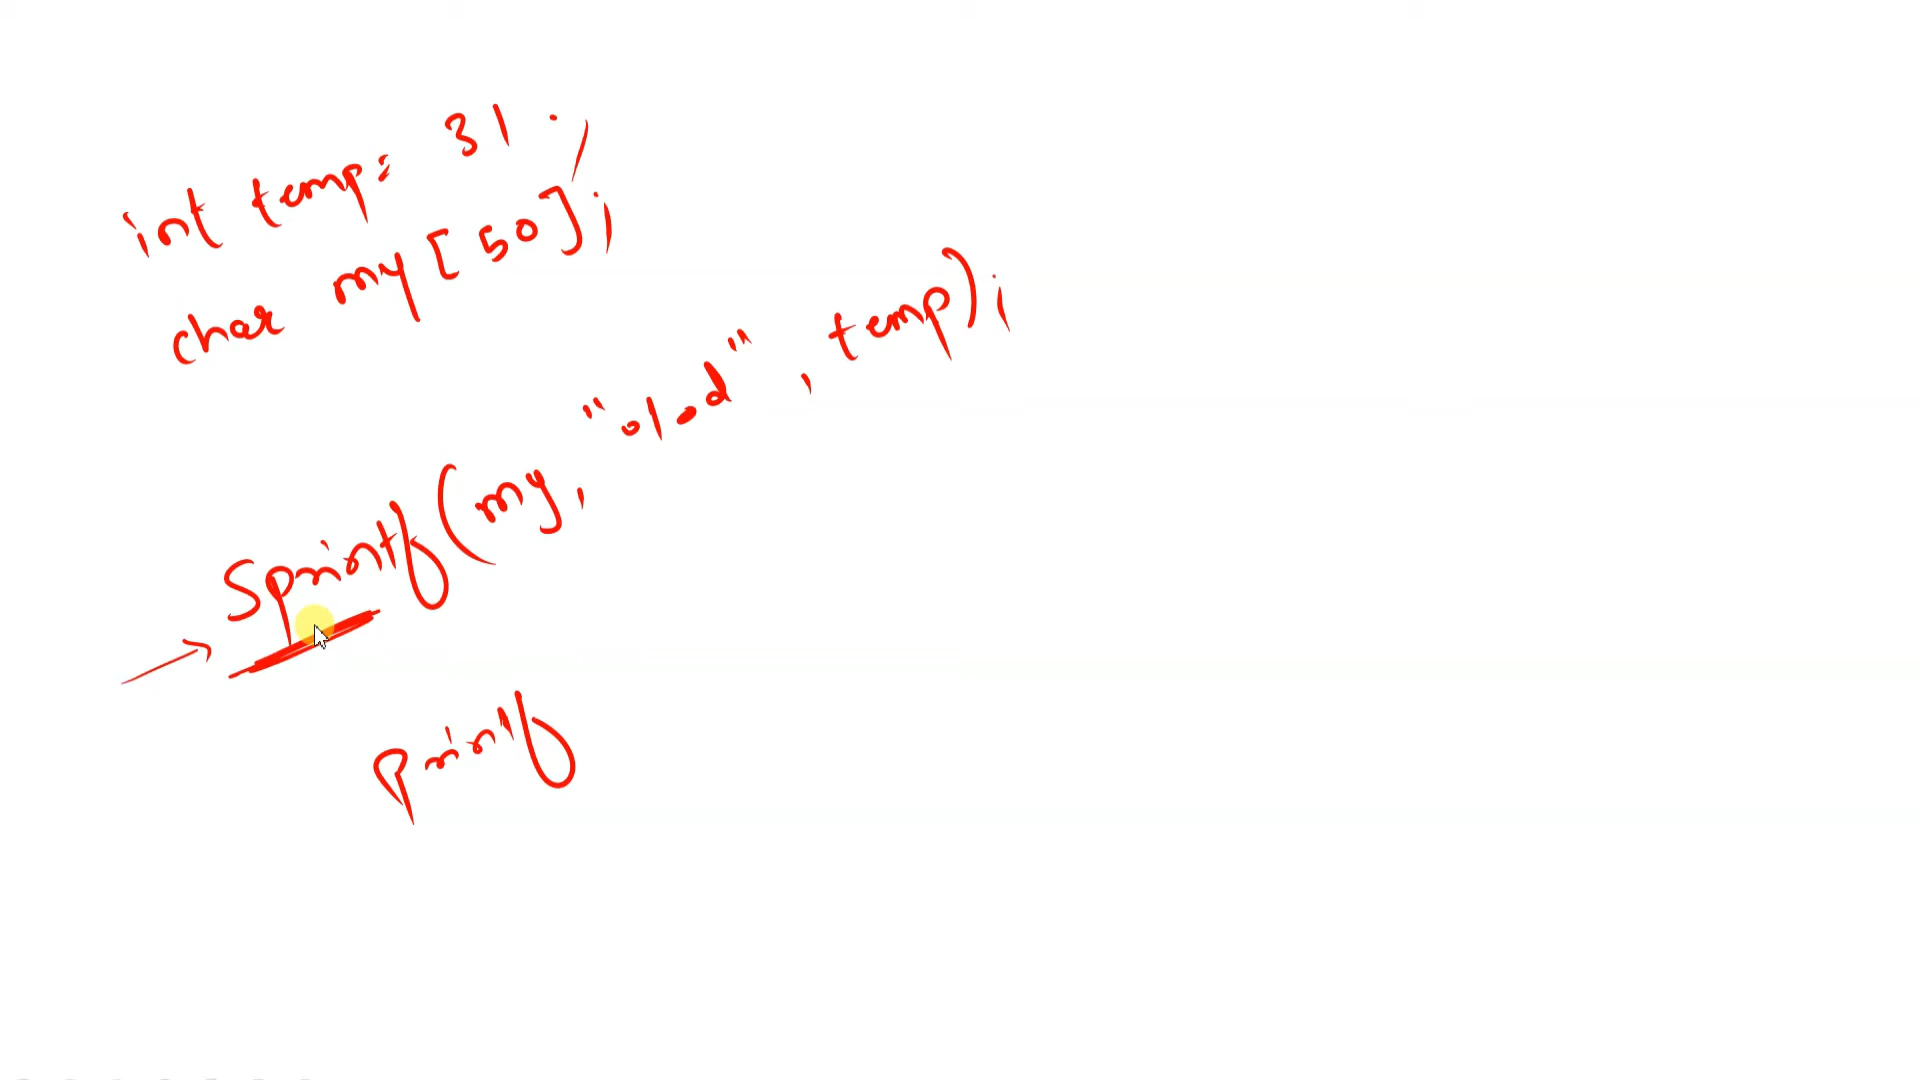 int temp = 31;
char my[50];
Sprintf(my, "%d", temp);
printf